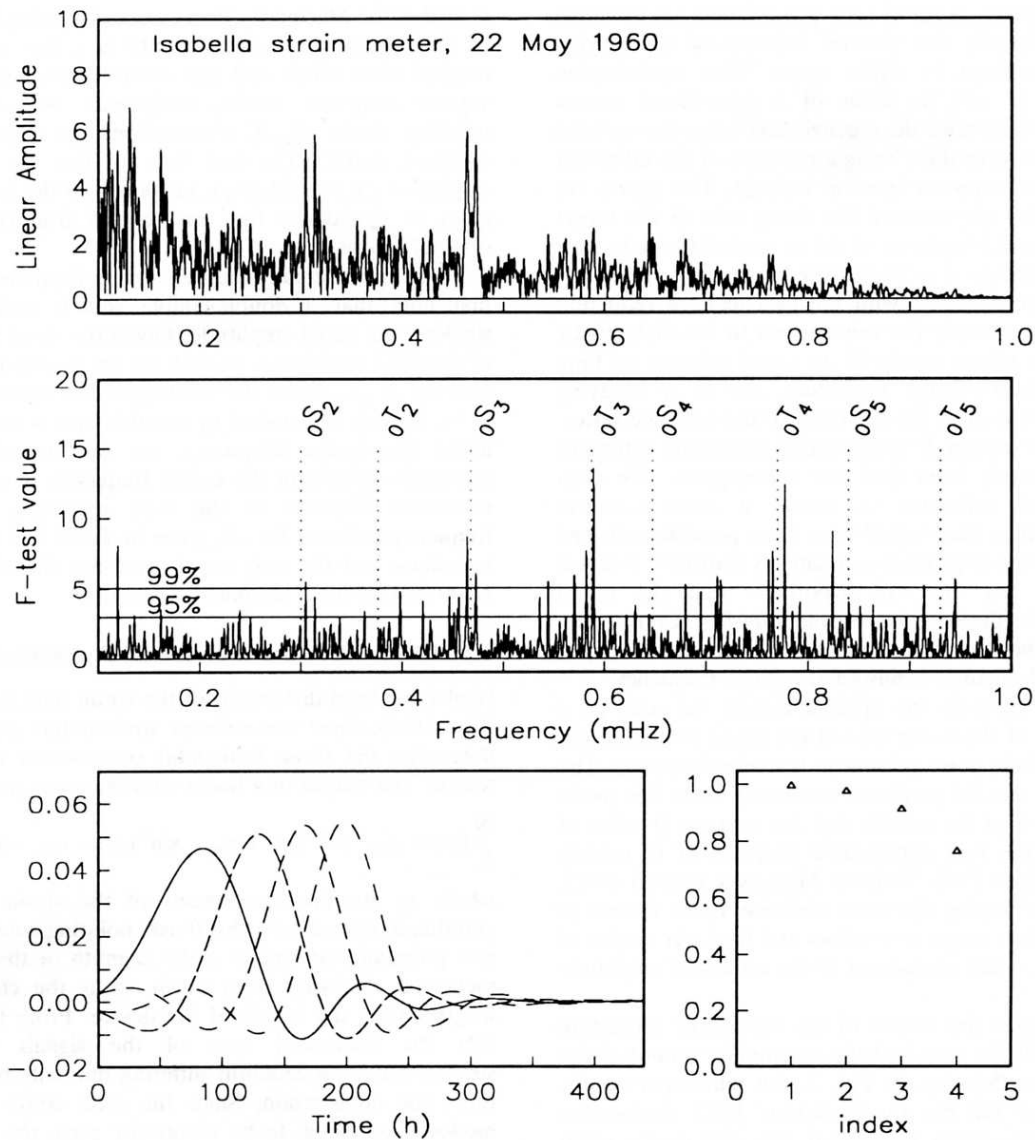 Isabella strain meter, 22 May 1960
Linear Amplitude
10
8
6
4
2
0
0.2 0.4 0.6 0.8 1.0
F-test value
20
15
10
5
0
₀S₂ ₀T₂ ₀S₃ ₀T₃ ₀S₄ ₀T₄ ₀S₅ ₀T₅
99%
95%
0.2 0.4 0.6 0.8 1.0
Frequency (mHz)
0.06
0.04
0.02
0.00
-0.02
0 100 200 300 400
Time (h)
1.0
0.8
0.6
0.4
0.2
0.0
0 1 2 3 4 5
index